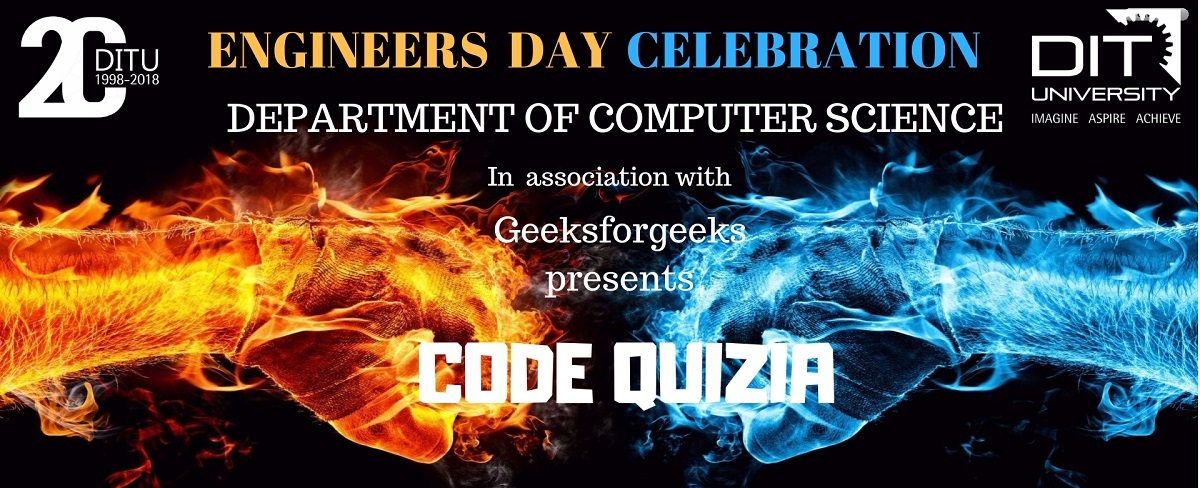 20 DITU
1998-2018
ENGINEERS DAY CELEBRATION
DIT
UNIVERSITY
IMAGINE ASPIRE ACHIEVE
DEPARTMENT OF COMPUTER SCIENCE
In association with
Geeksforgeeks
presents
CODE QUIZIA